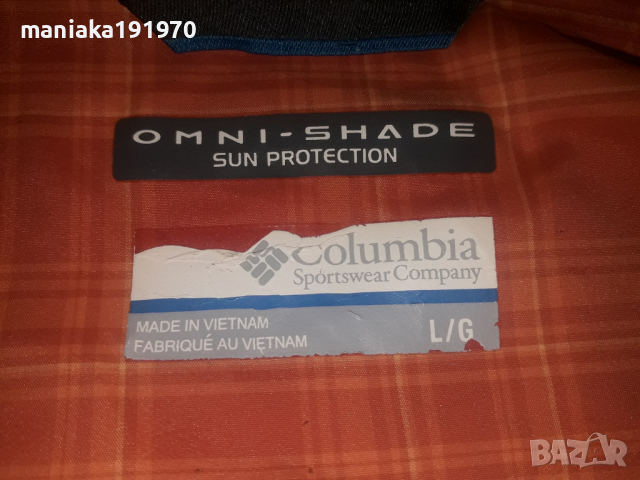 maniaka191970
OMNI-SHADE
SUN PROTECTION
Columbia
Sportswear Company
MADE IN VIETNAM
FABRIQUÉ AU VIETNAM
L/G
BAZAR